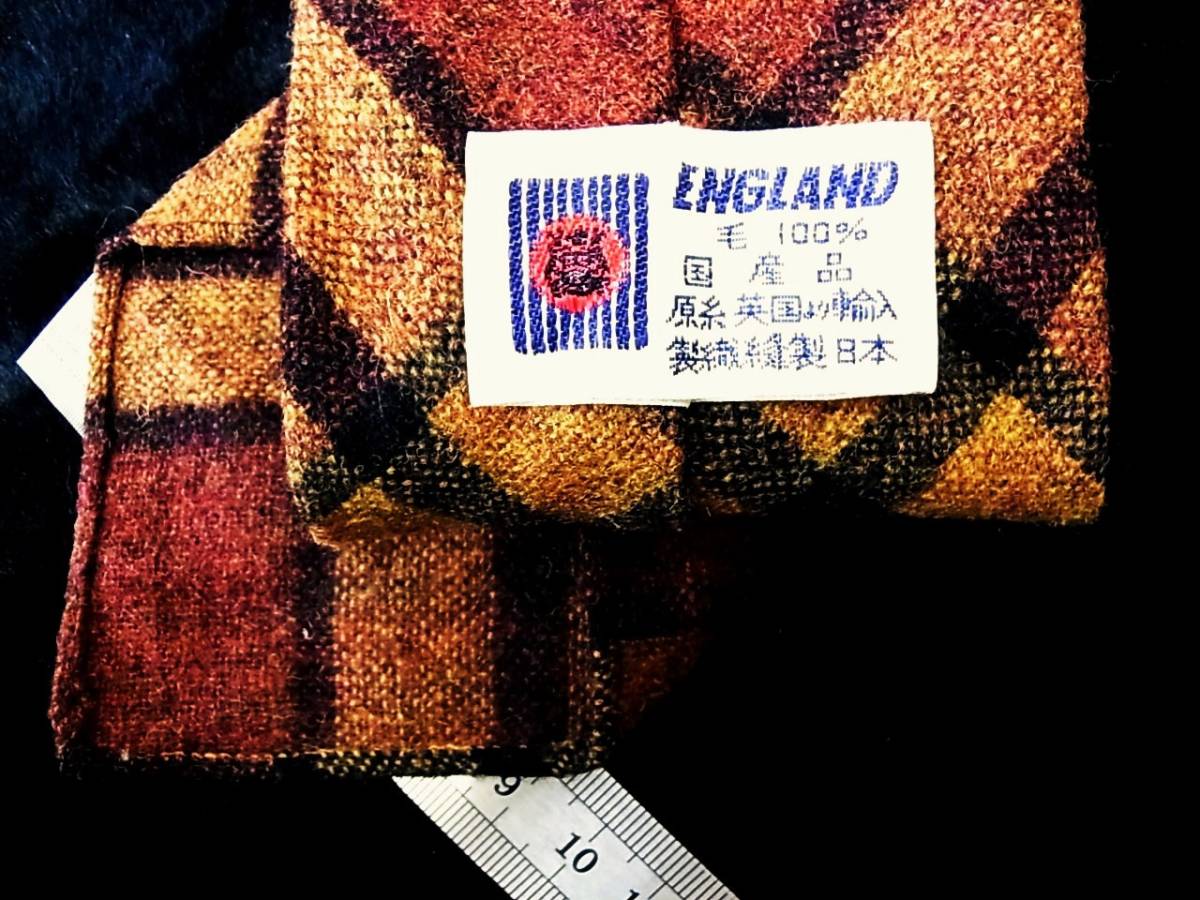 ENGLAND
毛 100%
国 産 品
原糸 英国より輸入
製織縫製 日本
9
10